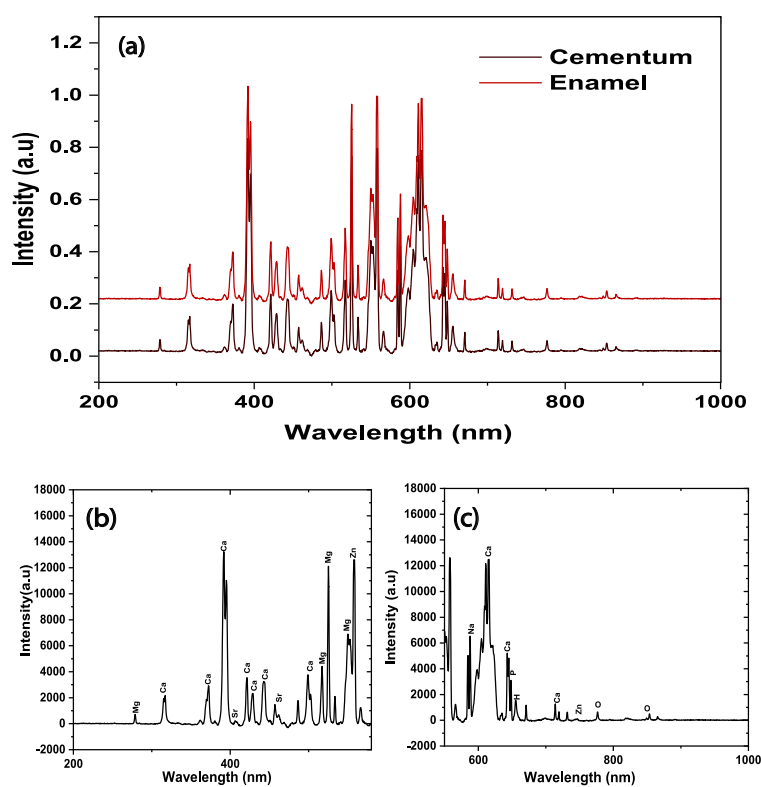 (a)
Cementum
Enamel
Intensity (a.u)
1.2
1.0
0.8
0.6
0.4
0.2
0.0
200 400 600 800 1000
Wavelength (nm)
(b)
Intensity(a.u)
18000
16000
14000
12000
10000
8000
6000
4000
2000
0
-2000
Mg
Ca
Ca
Ca
Sr
Ca
Ca
Ca
Sr
Ca
Mg
Mg
Mg
Zn
200 400
Wavelength (nm)
(c)
Intensity (a.u)
18000
16000
14000
12000
10000
8000
6000
4000
2000
0
-2000
Na
Ca
Ca
P
H
Ca
Zn
O
O
600 800 1000
Wavelength (nm)